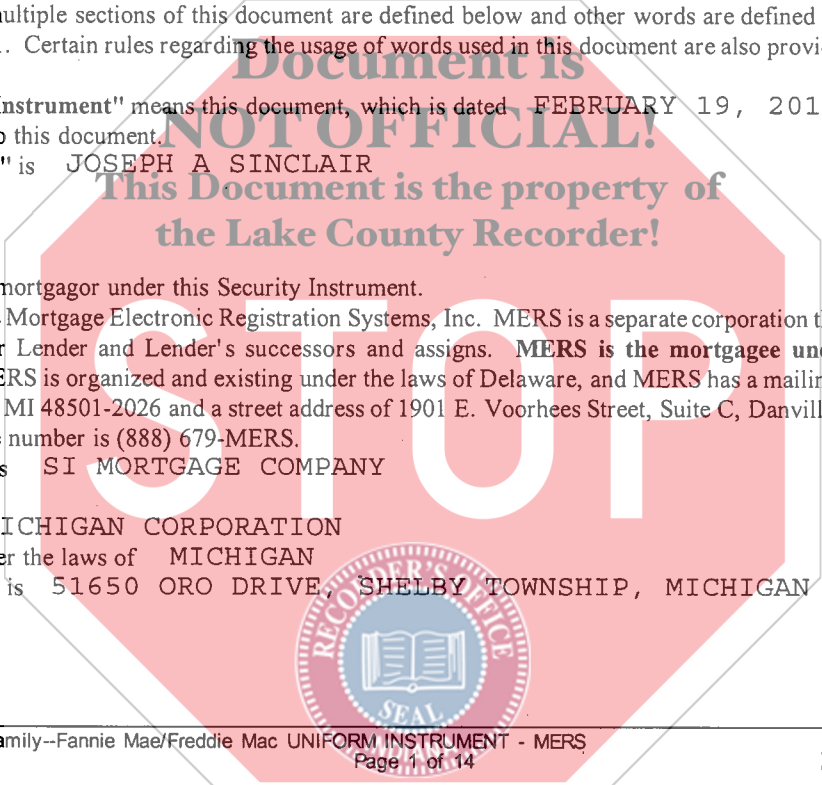 ultiple sections of this document are defined below and other words are defined
. Certain rules regarding the usage of words used in this document are also provi
Document is
Instrument" means this document, which is dated FEBRUARY 19, 201
o this document.
NOT OFFICIAL!
" is JOSEPH A SINCLAIR
This Document is the property of
the Lake County Recorder!
mortgagor under this Security Instrument.
Mortgage Electronic Registration Systems, Inc. MERS is a separate corporation t
r Lender and Lender's successors and assigns. MERS is the mortgagee un
ERS is organized and existing under the laws of Delaware, and MERS has a mailin
MI 48501-2026 and a street address of 1901 E. Voorhees Street, Suite C, Danvill
number is (888) 679-MERS.
STOP
s SI MORTGAGE COMPANY
ICHIGAN CORPORATION
er the laws of MICHIGAN
is 51650 ORO DRIVE, SHELBY TOWNSHIP, MICHIGAN
RECORDER'S OFFICE
SEAL
INDIANA
amily--Fannie Mae/Freddie Mac UNIFORM INSTRUMENT - MERS
Page 1 of 14